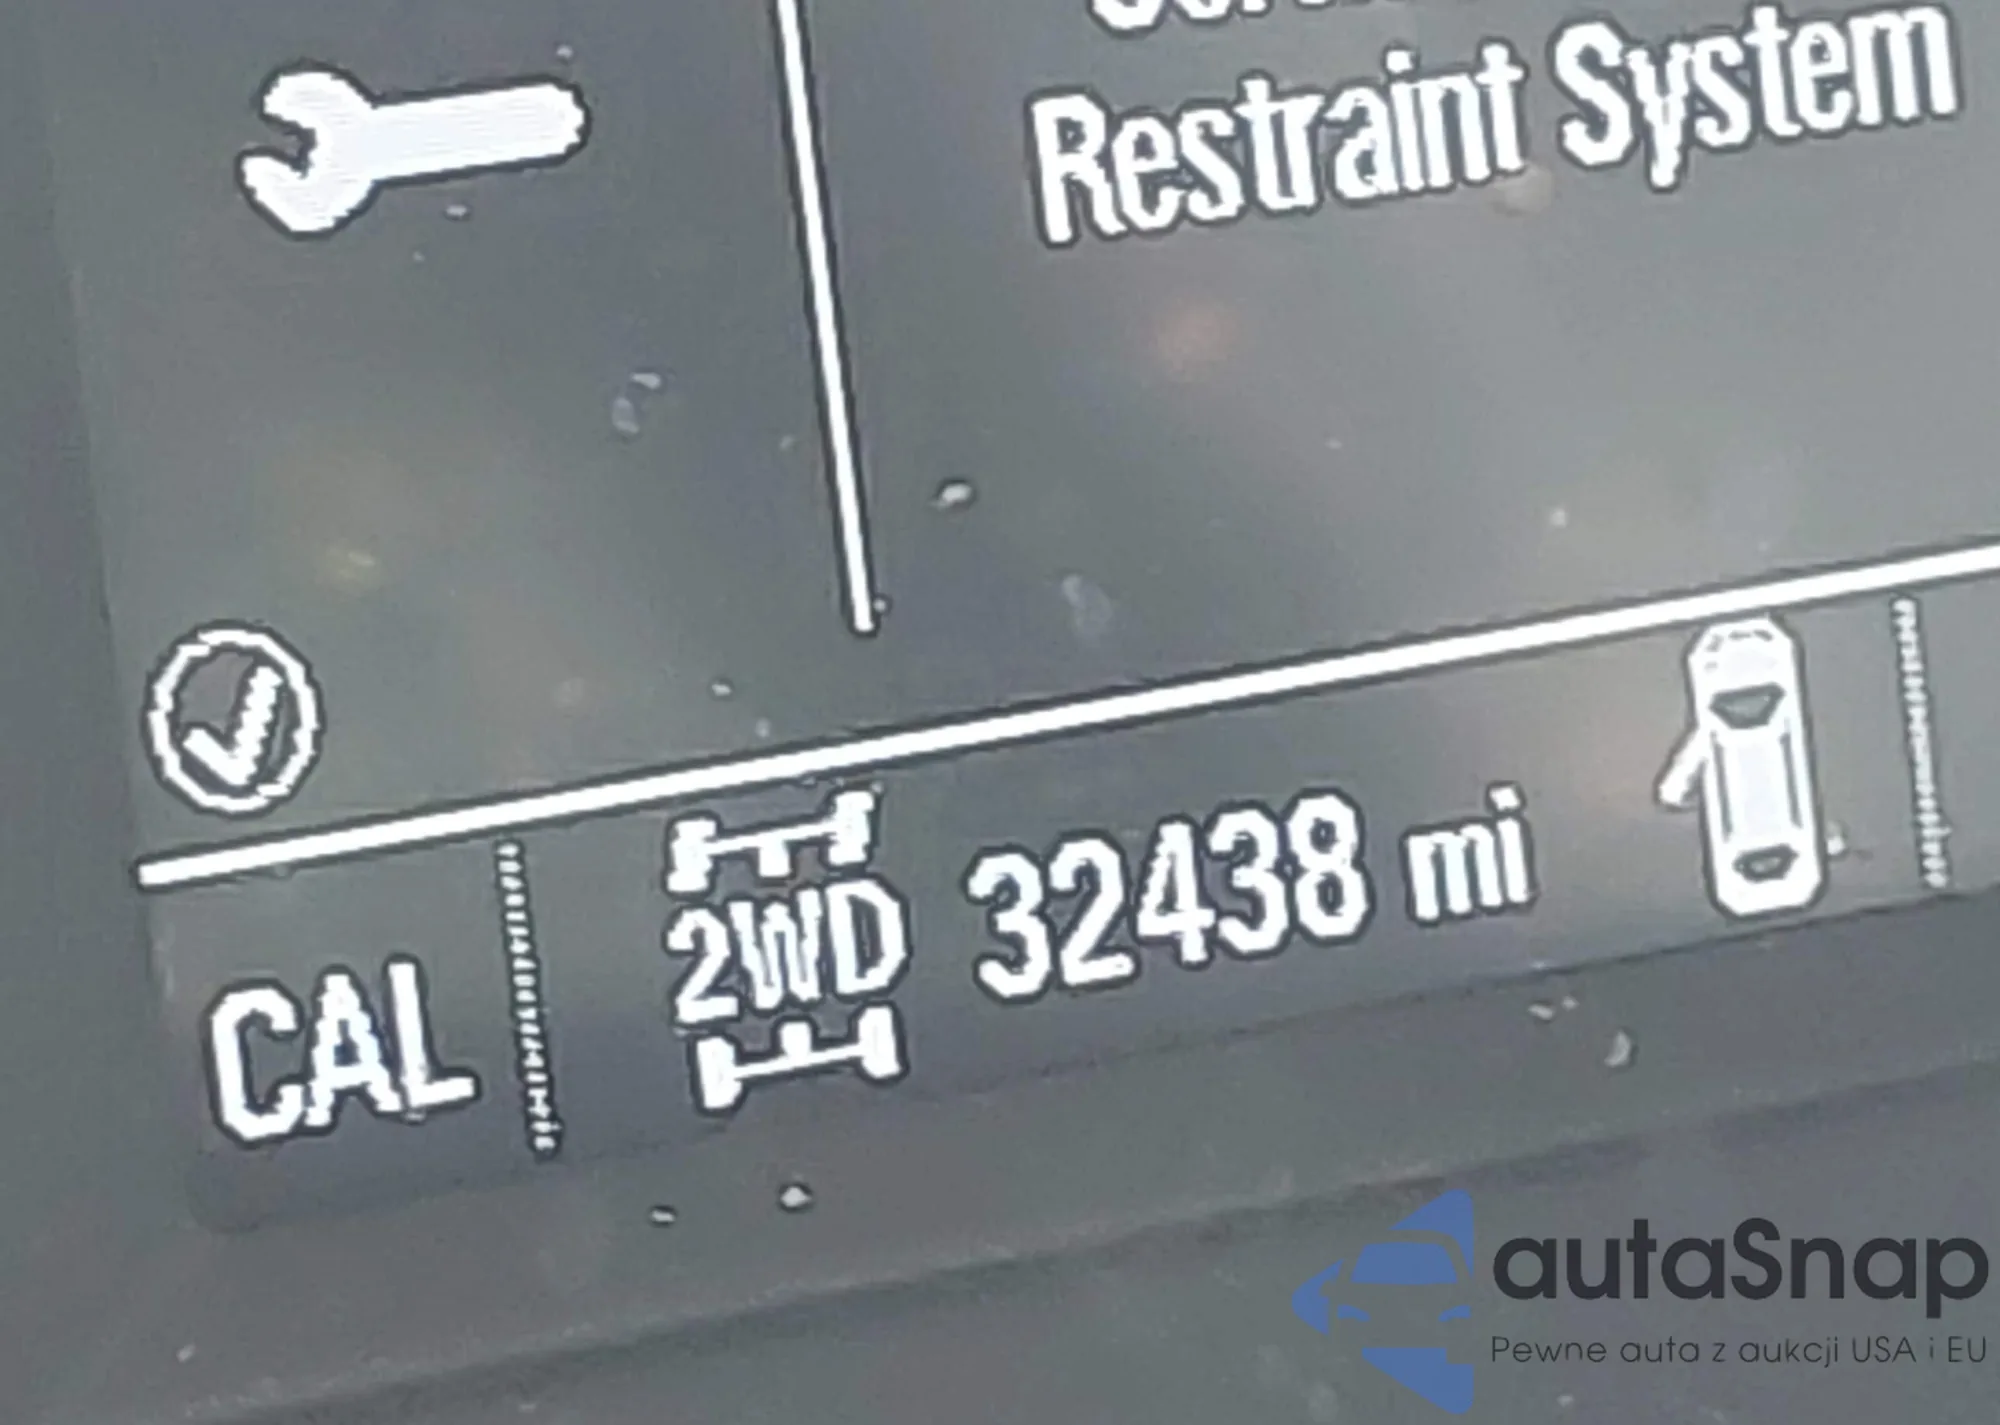 Restraint System
CAL
2WD
32438 mi
autaSnap
Pewne auta z aukcji USA i EU